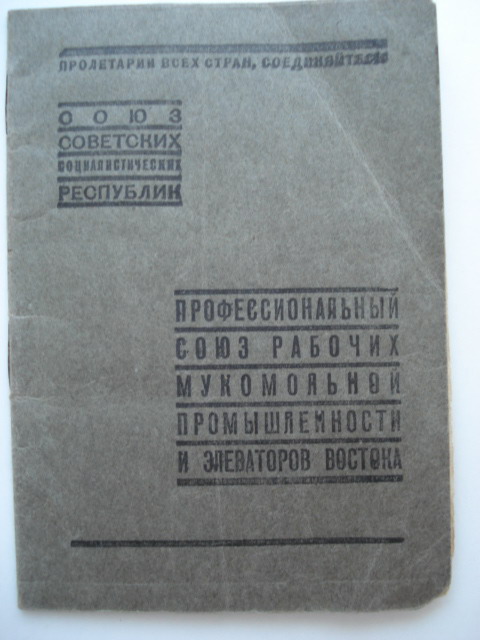 ПРОЛЕТАРИИ ВСЕХ СТРАН, СОЕДИНЯЙТЕСЬ
СОЮЗ
СОВЕТСКИХ
СОЦИАЛИСТИЧЕСКИХ
РЕСПУБЛИК
ПРОФЕССИОНАЛЬНЫЙ
СОЮЗ РАБОЧИХ
МУКОМОЛЬНОЙ
ПРОМЫШЛЕННОСТИ
И ЭЛЕВАТОРОВ ВОСТОКА